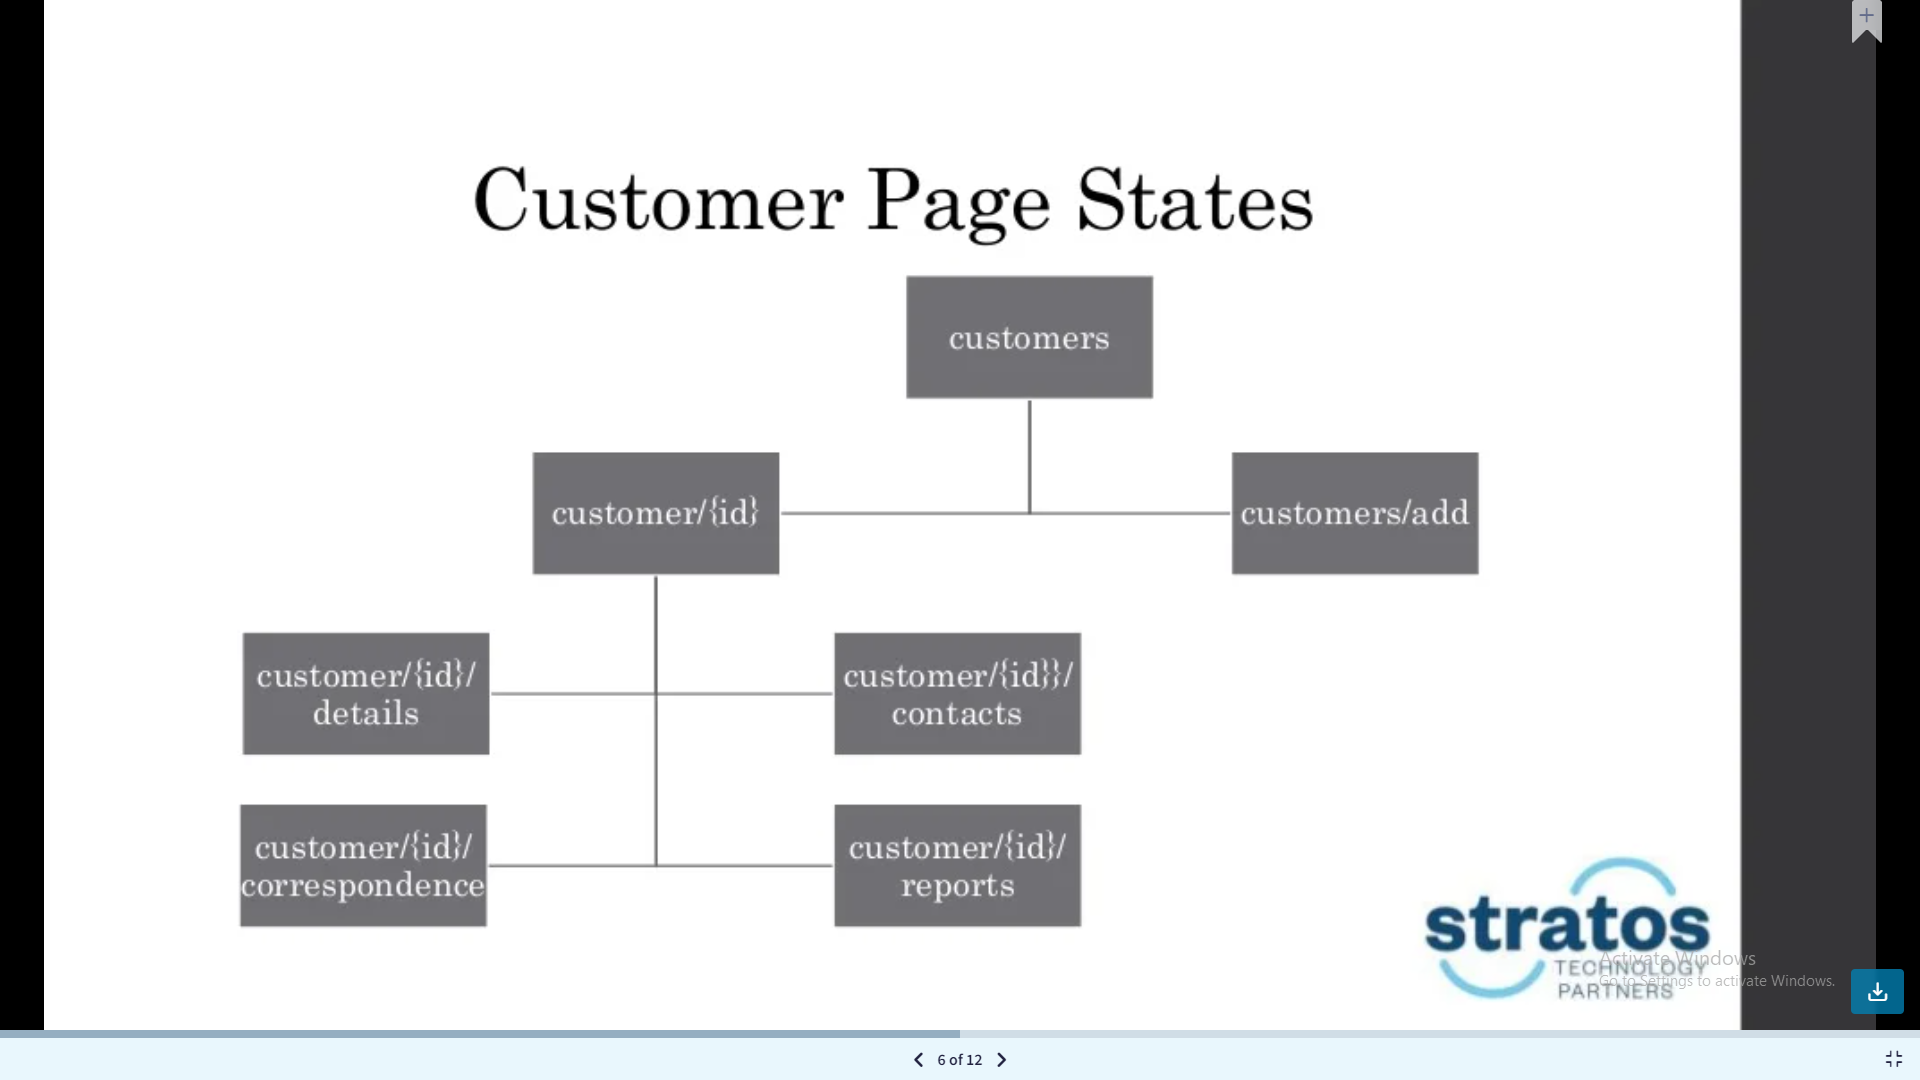 Customer Page States
customers
customer/{id}
customers/add
customer/{id}/
details
customer/{id}}/
contacts
customer/{id}/
correspondence
customer/{id}/
reports
stratos
TECHNOLOGY
PARTNERS
Activate Windows
Go to Settings to activate Windows.
6 of 12